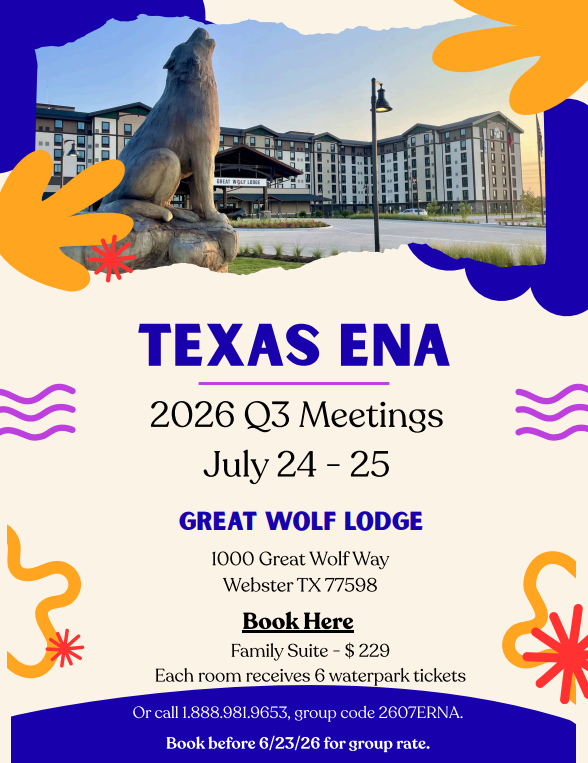 GREAT WOLF LODGE
TEXAS ENA
2026 Q3 Meetings
July 24 - 25
GREAT WOLF LODGE
1000 Great Wolf Way
Webster TX 77598
Book Here
Family Suite - $ 229
Each room receives 6 waterpark tickets
Or call 1.888.981.9653, group code 2607ERNA.
Book before 6/23/26 for group rate.